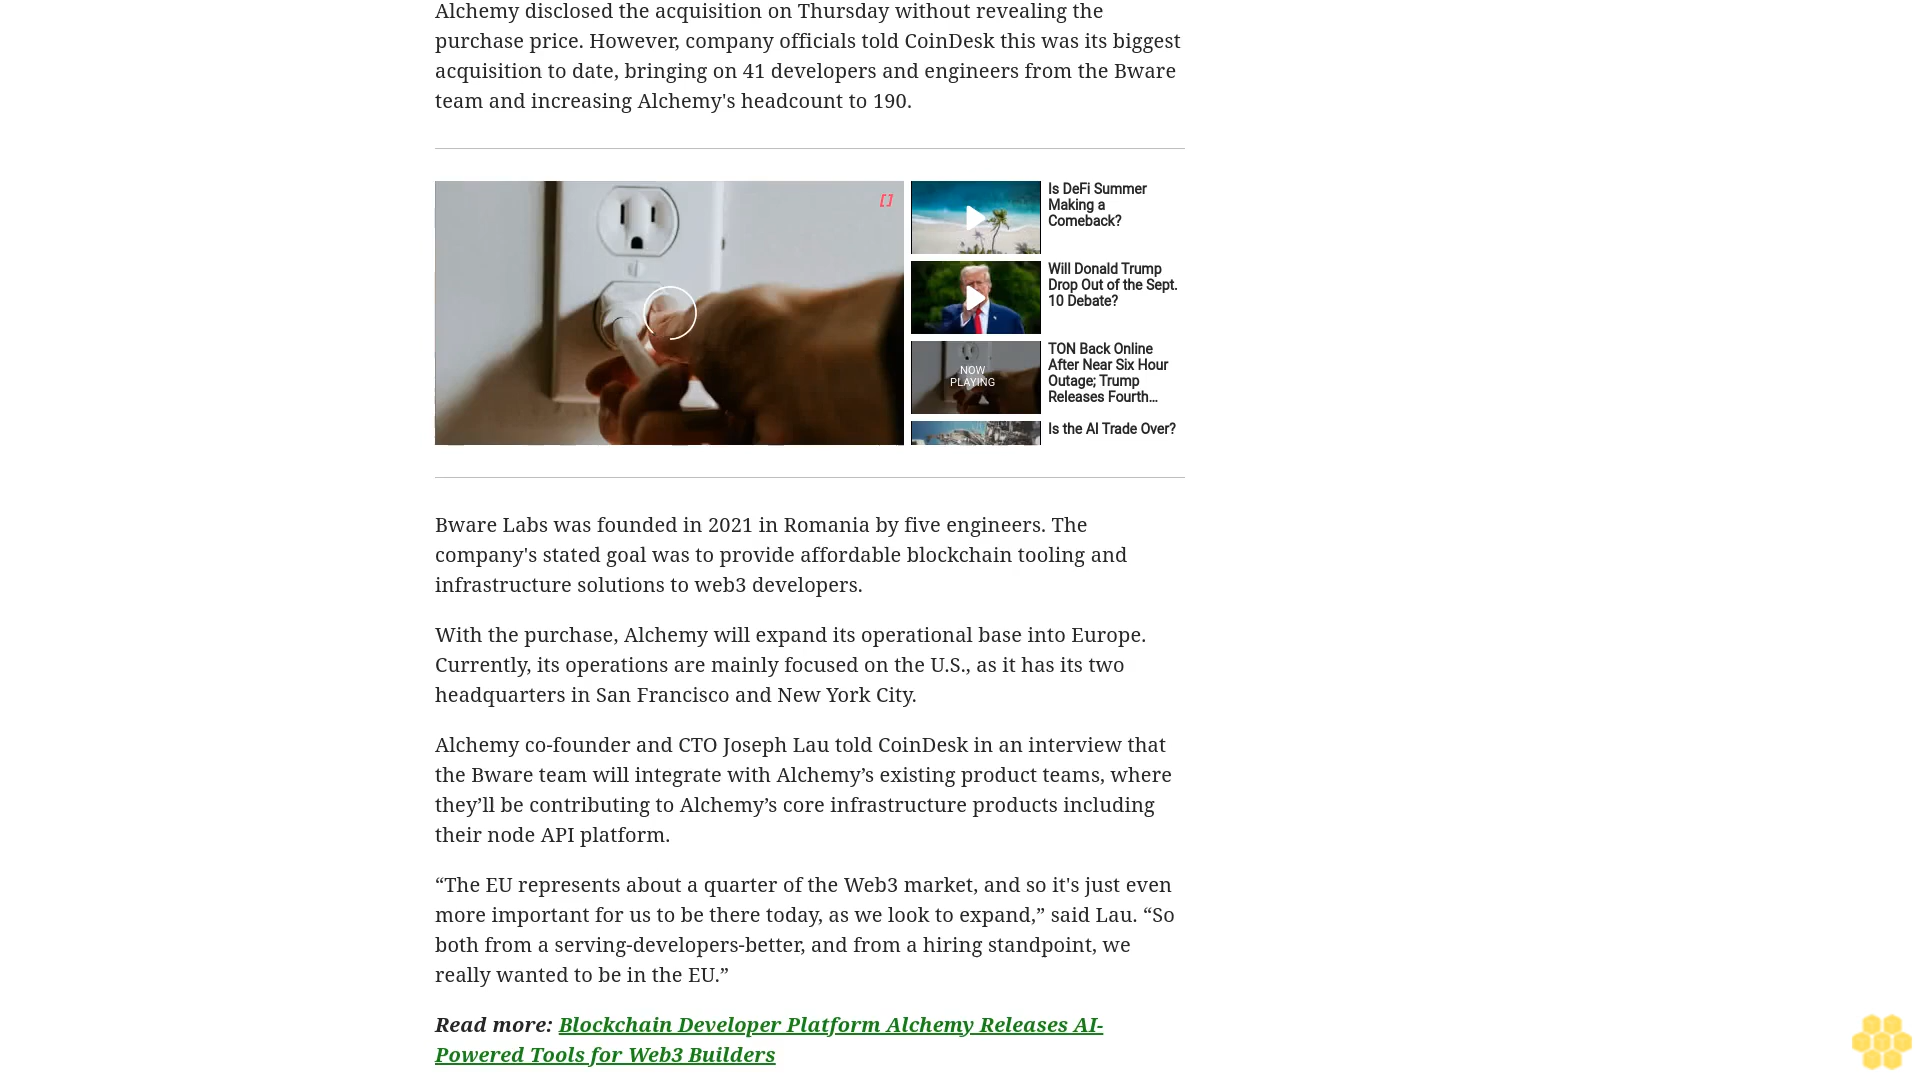 Alchemy disclosed the acquisition on Thursday without revealing the
purchase price. However, company officials told CoinDesk this was its biggest
acquisition to date, bringing on 41 developers and engineers from the Bware
team and increasing Alchemy's headcount to 190.
[ ]
Is DeFi Summer
Making a
Comeback?
Will Donald Trump
Drop Out of the Sept.
10 Debate?
NOW
PLAYING
TON Back Online
After Near Six Hour
Outage; Trump
Releases Fourth...
Is the AI Trade Over?
Bware Labs was founded in 2021 in Romania by five engineers. The
company's stated goal was to provide affordable blockchain tooling and
infrastructure solutions to web3 developers.
With the purchase, Alchemy will expand its operational base into Europe.
Currently, its operations are mainly focused on the U.S., as it has its two
headquarters in San Francisco and New York City.
Alchemy co-founder and CTO Joseph Lau told CoinDesk in an interview that
the Bware team will integrate with Alchemy’s existing product teams, where
they’ll be contributing to Alchemy’s core infrastructure products including
their node API platform.
“The EU represents about a quarter of the Web3 market, and so it's just even
more important for us to be there today, as we look to expand,” said Lau. “So
both from a serving-developers-better, and from a hiring standpoint, we
really wanted to be in the EU.”
Read more: Blockchain Developer Platform Alchemy Releases AI-
Powered Tools for Web3 Builders